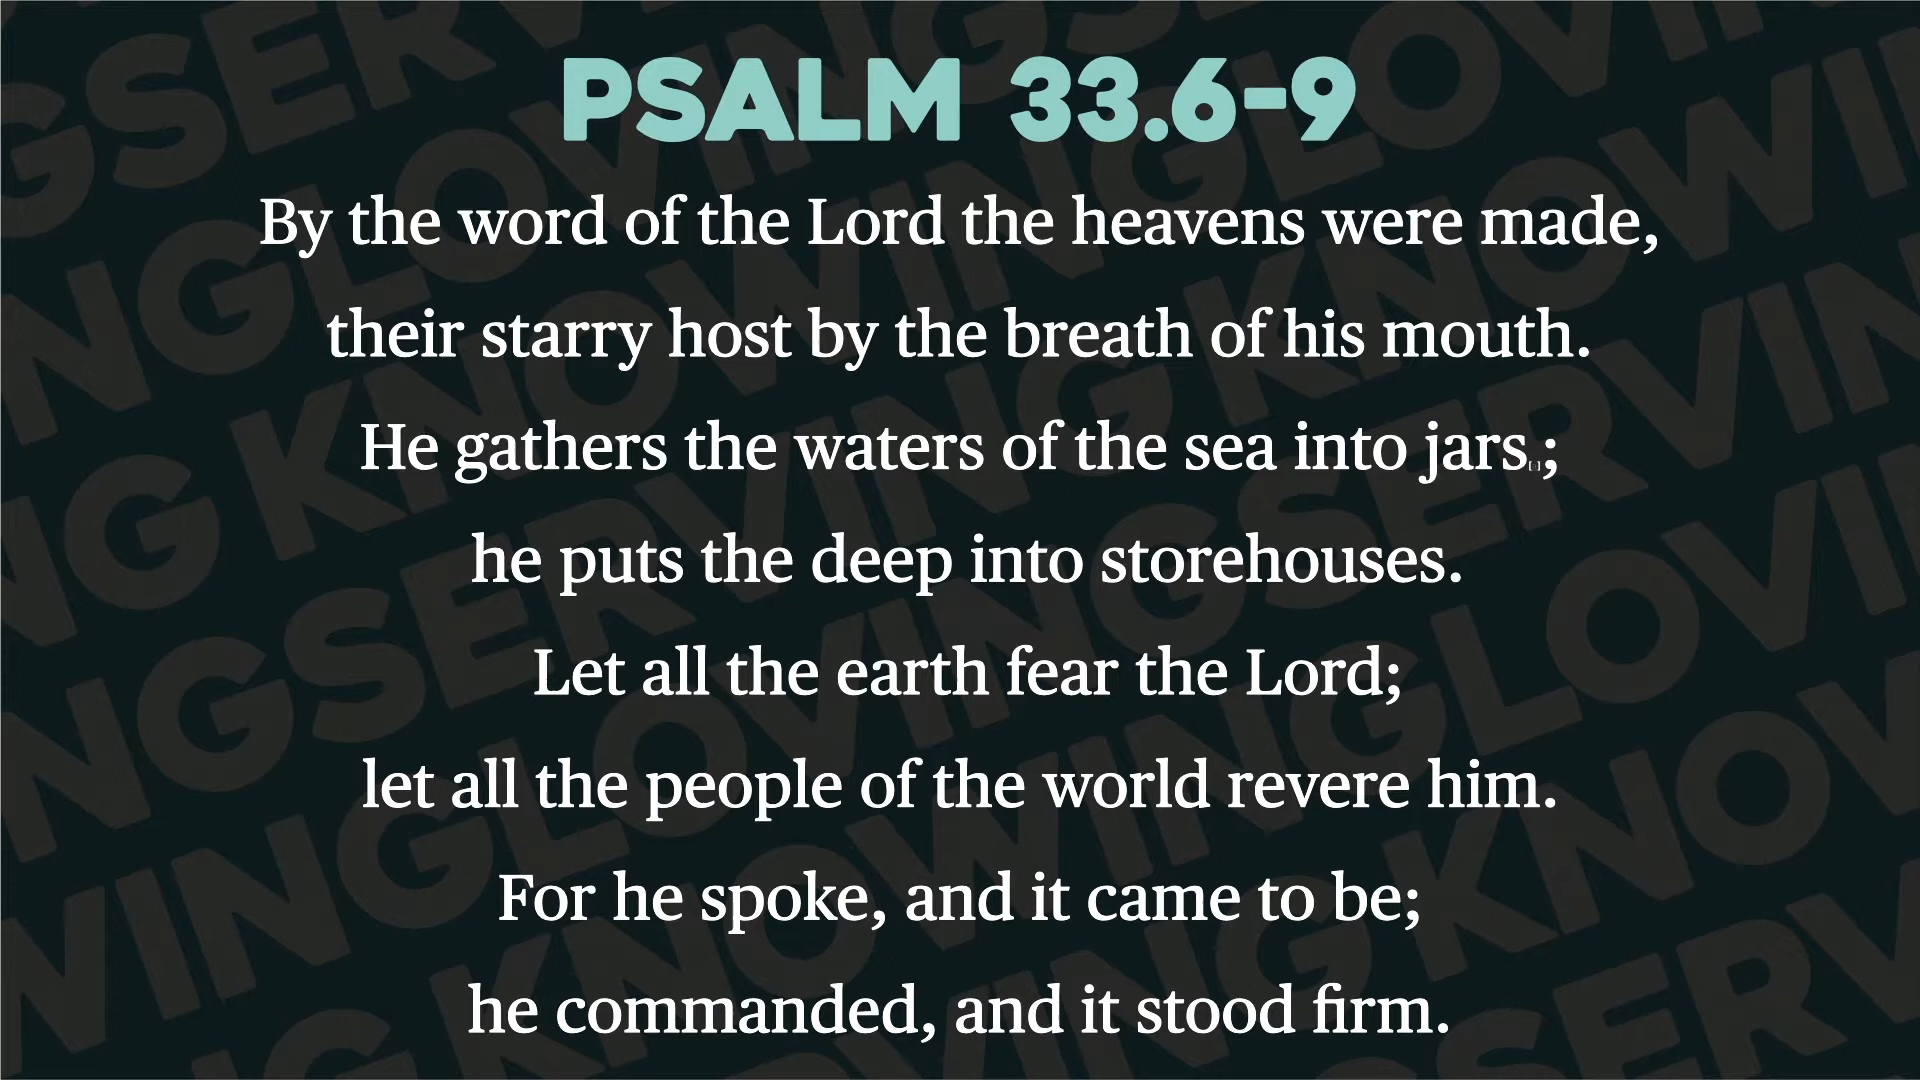 PSALM 33.6-9
By the word of the Lord the heavens were made,
their starry host by the breath of his mouth.
He gathers the waters of the sea into jars[ ];
he puts the deep into storehouses.
Let all the earth fear the Lord;
let all the people of the world revere him.
For he spoke, and it came to be;
he commanded, and it stood firm.